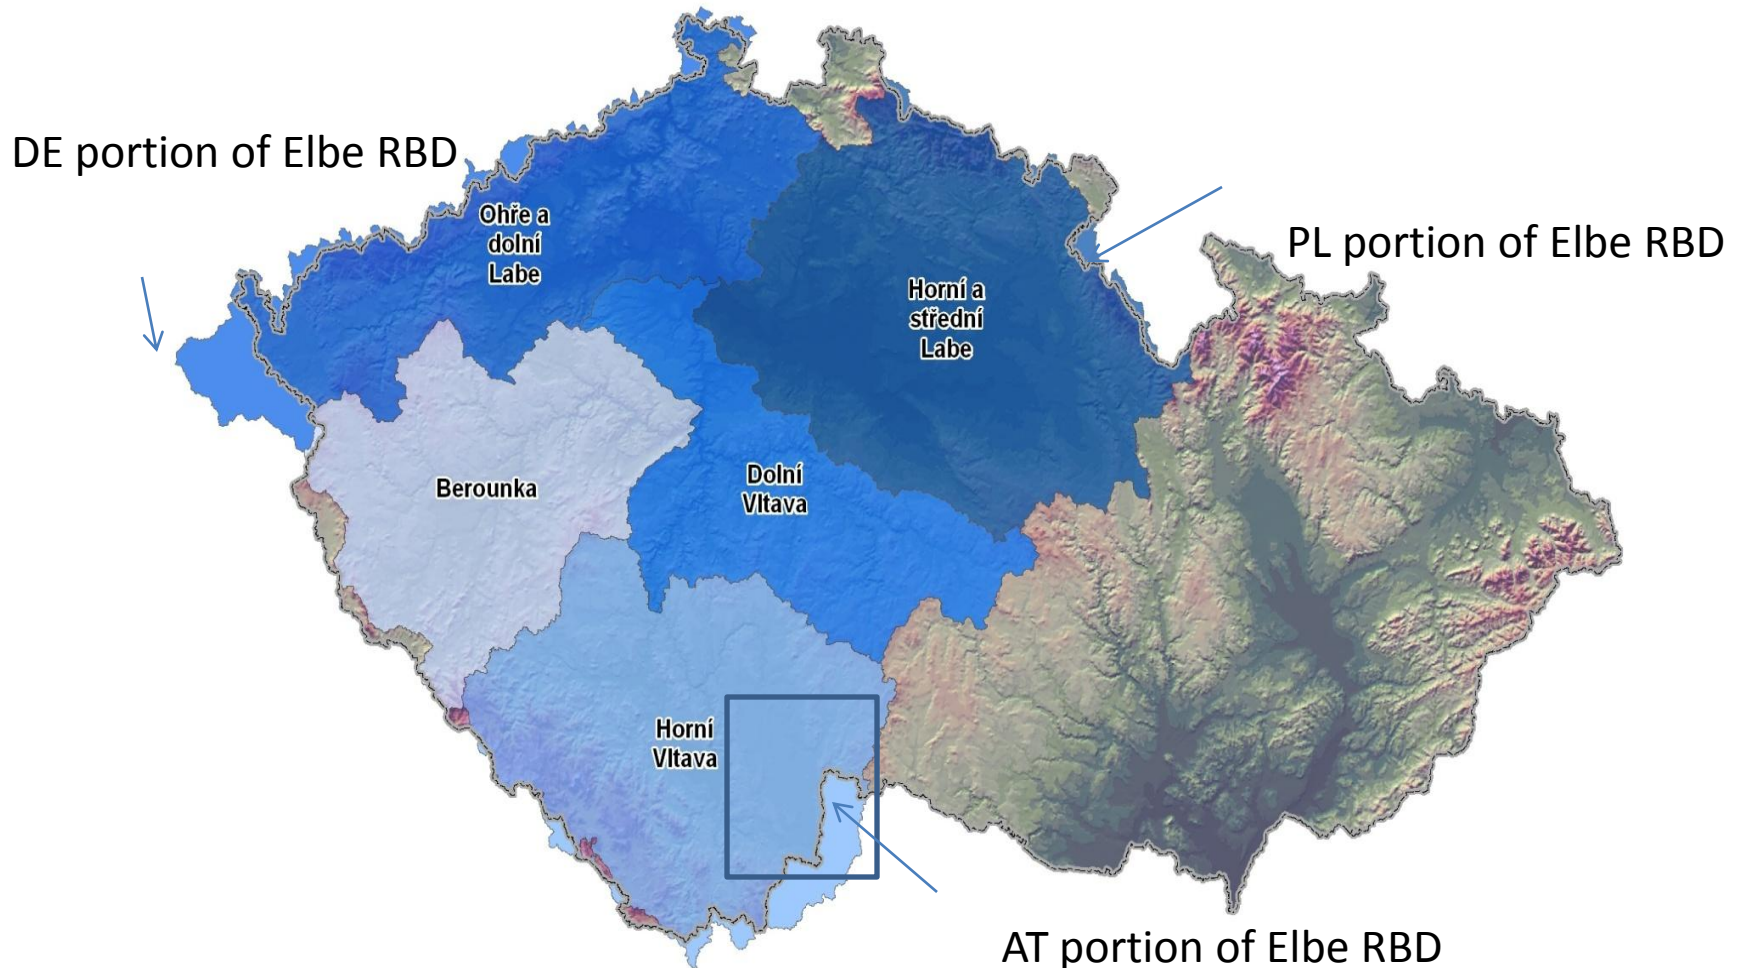 DE portion of Elbe RBD
Ohře a
dolní
Labe
PL portion of Elbe RBD
Horní a
střední
Labe
Berounka
Dolní
Vltava
Horní
Vltava
AT portion of Elbe RBD